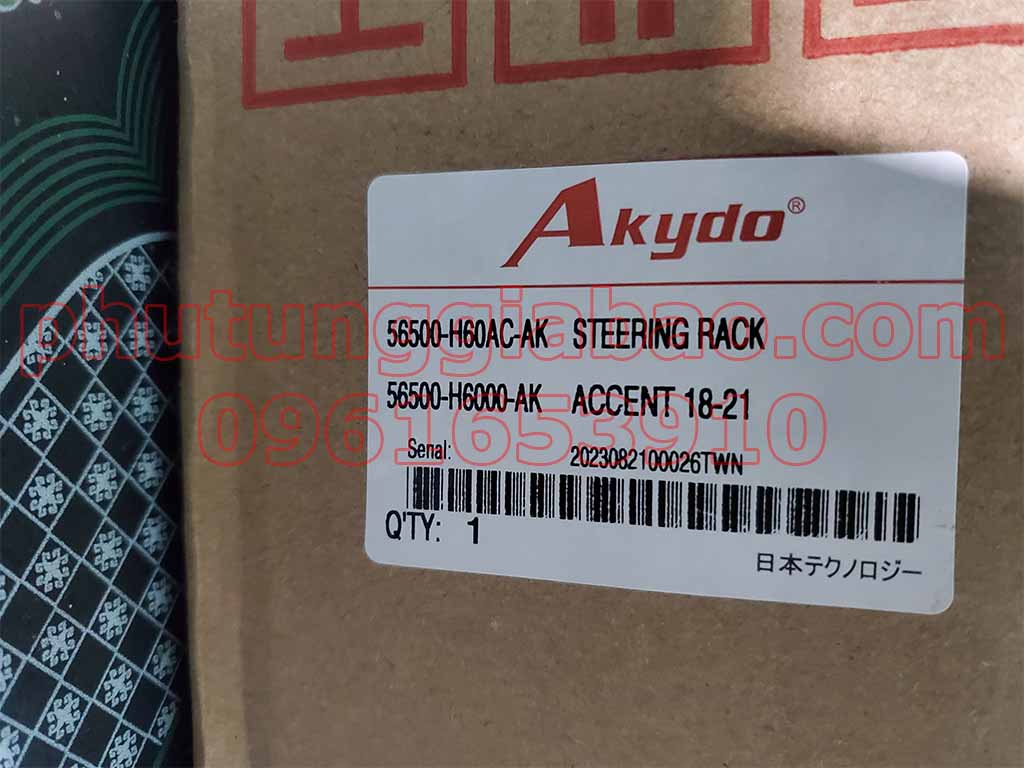 Akydo®
56500-H60AC-AK STEERING RACK
phutunggiabao.com
56500-H6000-AK ACCENT 18-21
0961653910
Serial: 2023082100026TWN
Q'TY: 1
日本テクノロジー